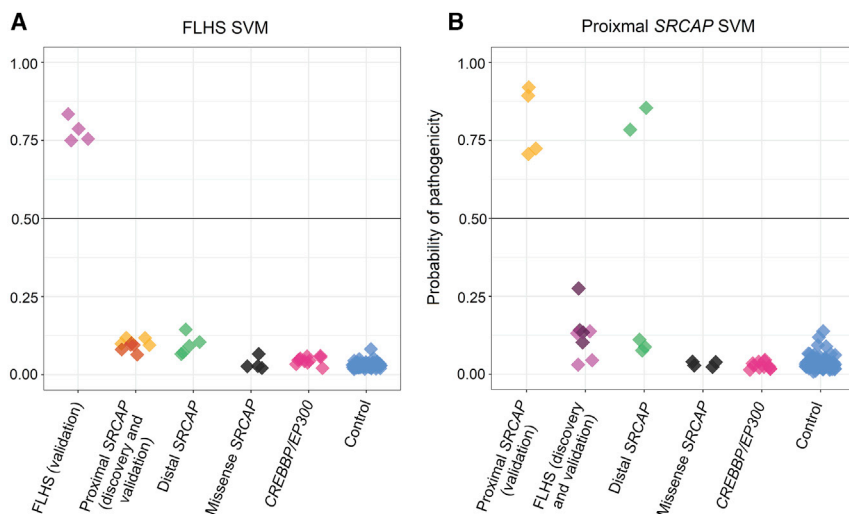 A
FLHS SVM
1.00
0.75
0.50
0.25
0.00
FLHS (validation)
Proximal SRCAP
(discovery and
validation)
Distal SRCAP
Missense SRCAP
CREBBP/EP300
Control
B
Proixmal SRCAP SVM
Probability of pathogenicity
1.00
0.75
0.50
0.25
0.00
Proximal SRCAP
(validation)
FLHS (discovery
and validation)
Distal SRCAP
Missense SRCAP
CREBBP/EP300
Control